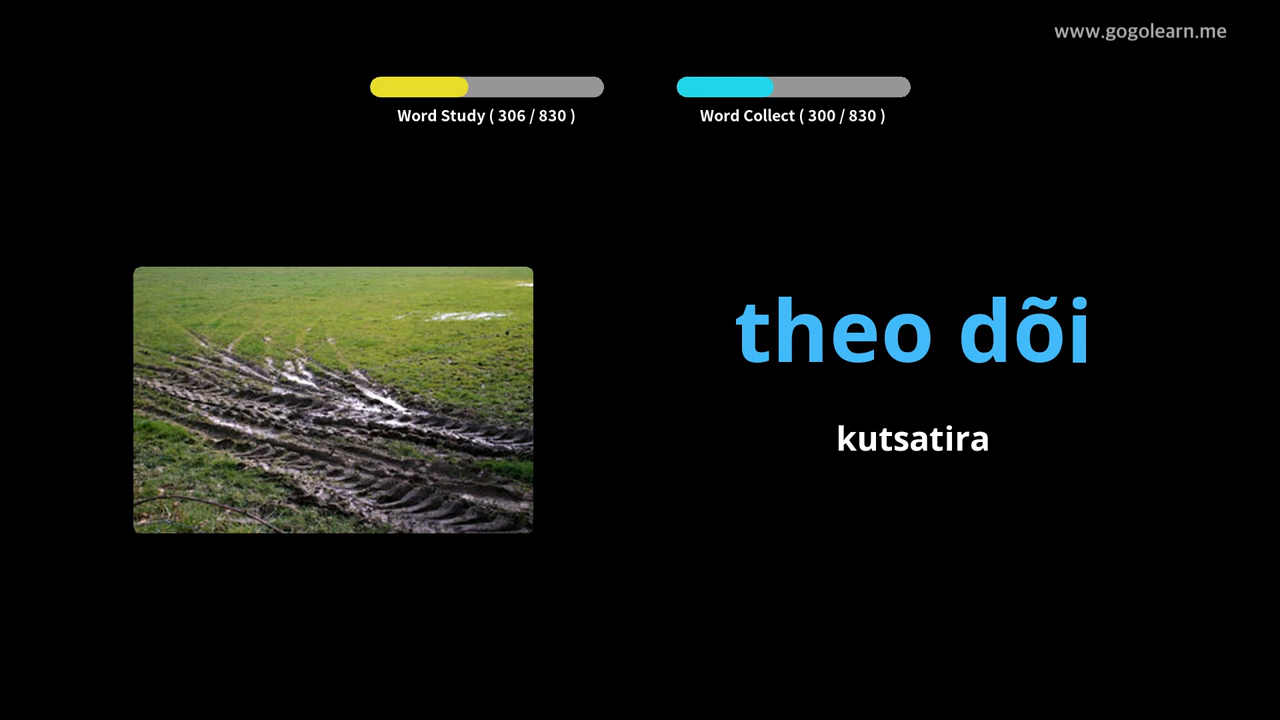 www.gogolearn.me
Word Study ( 306 / 830 )
Word Collect ( 300 / 830 )
theo dõi
kutsatira